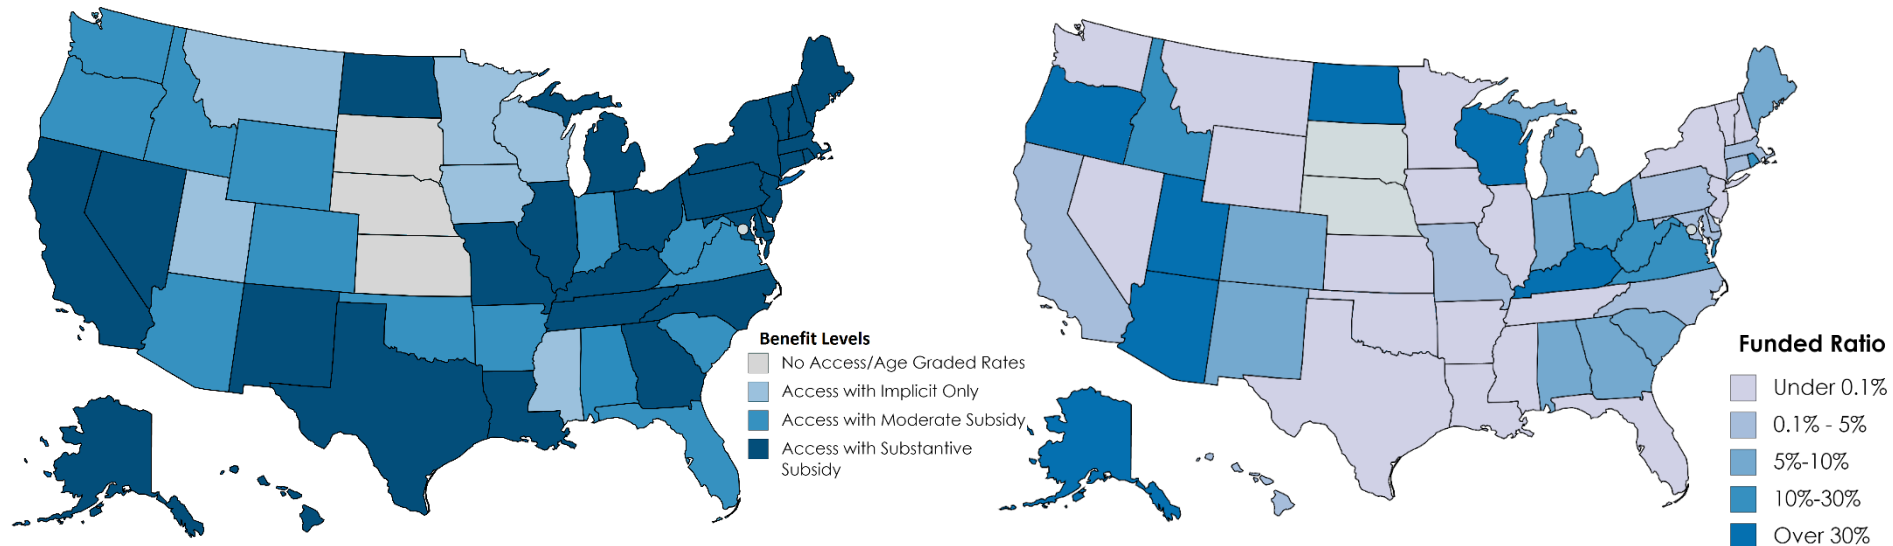 Benefit Levels
No Access/Age Graded Rates
Access with Implicit Only
Access with Moderate Subsidy
Access with Substantive
Subsidy
Funded Ratio
Under 0.1%
0.1% - 5%
5%-10%
10%-30%
Over 30%